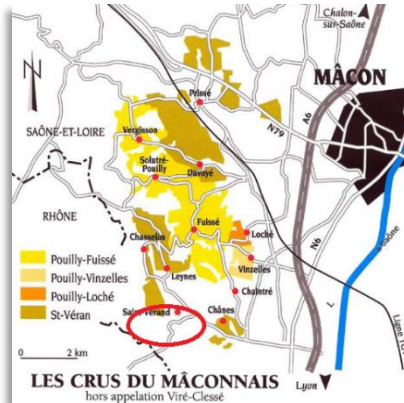 Chalon-
sur-Saône
N
Prissé
MÂCON
A6
N79
SAÔNE-ET-LOIRE
Vergisson
Solutré-
Pouilly
Davayé
RHÔNE
Fuissé
Loché
Chasselas
N6
Saône
Pouilly-Fuissé
Pouilly-Vinzelles
Pouilly-Loché
St-Véran
Leynes
Vinzelles
Chaintré
Saint-Vérand
Chânes
0 2 km
Lyon
LES CRUS DU MÂCONNAIS
hors appellation Viré-Clessé